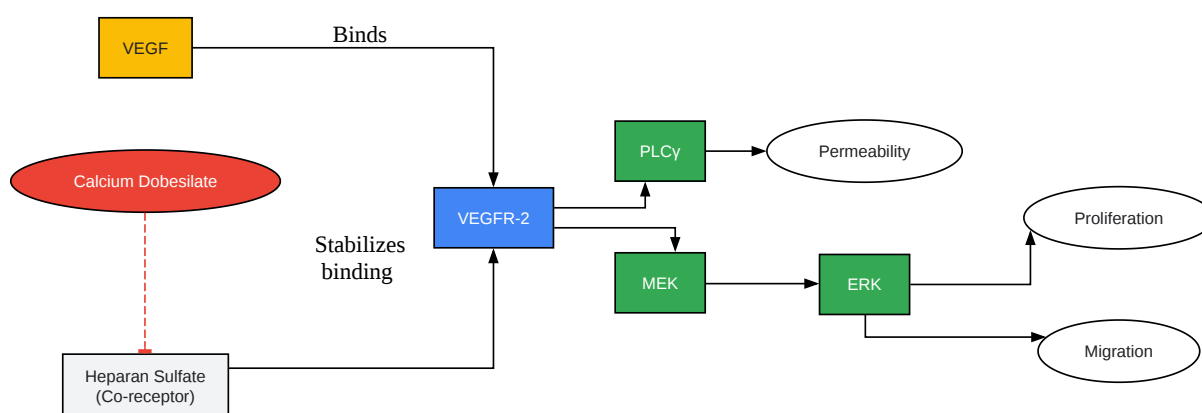 VEGF
Binds
Calcium Dobesilate
PLCγ
Permeability
VEGFR-2
Proliferation
Stabilizes
binding
MEK
ERK
Migration
Heparan Sulfate
(Co-receptor)